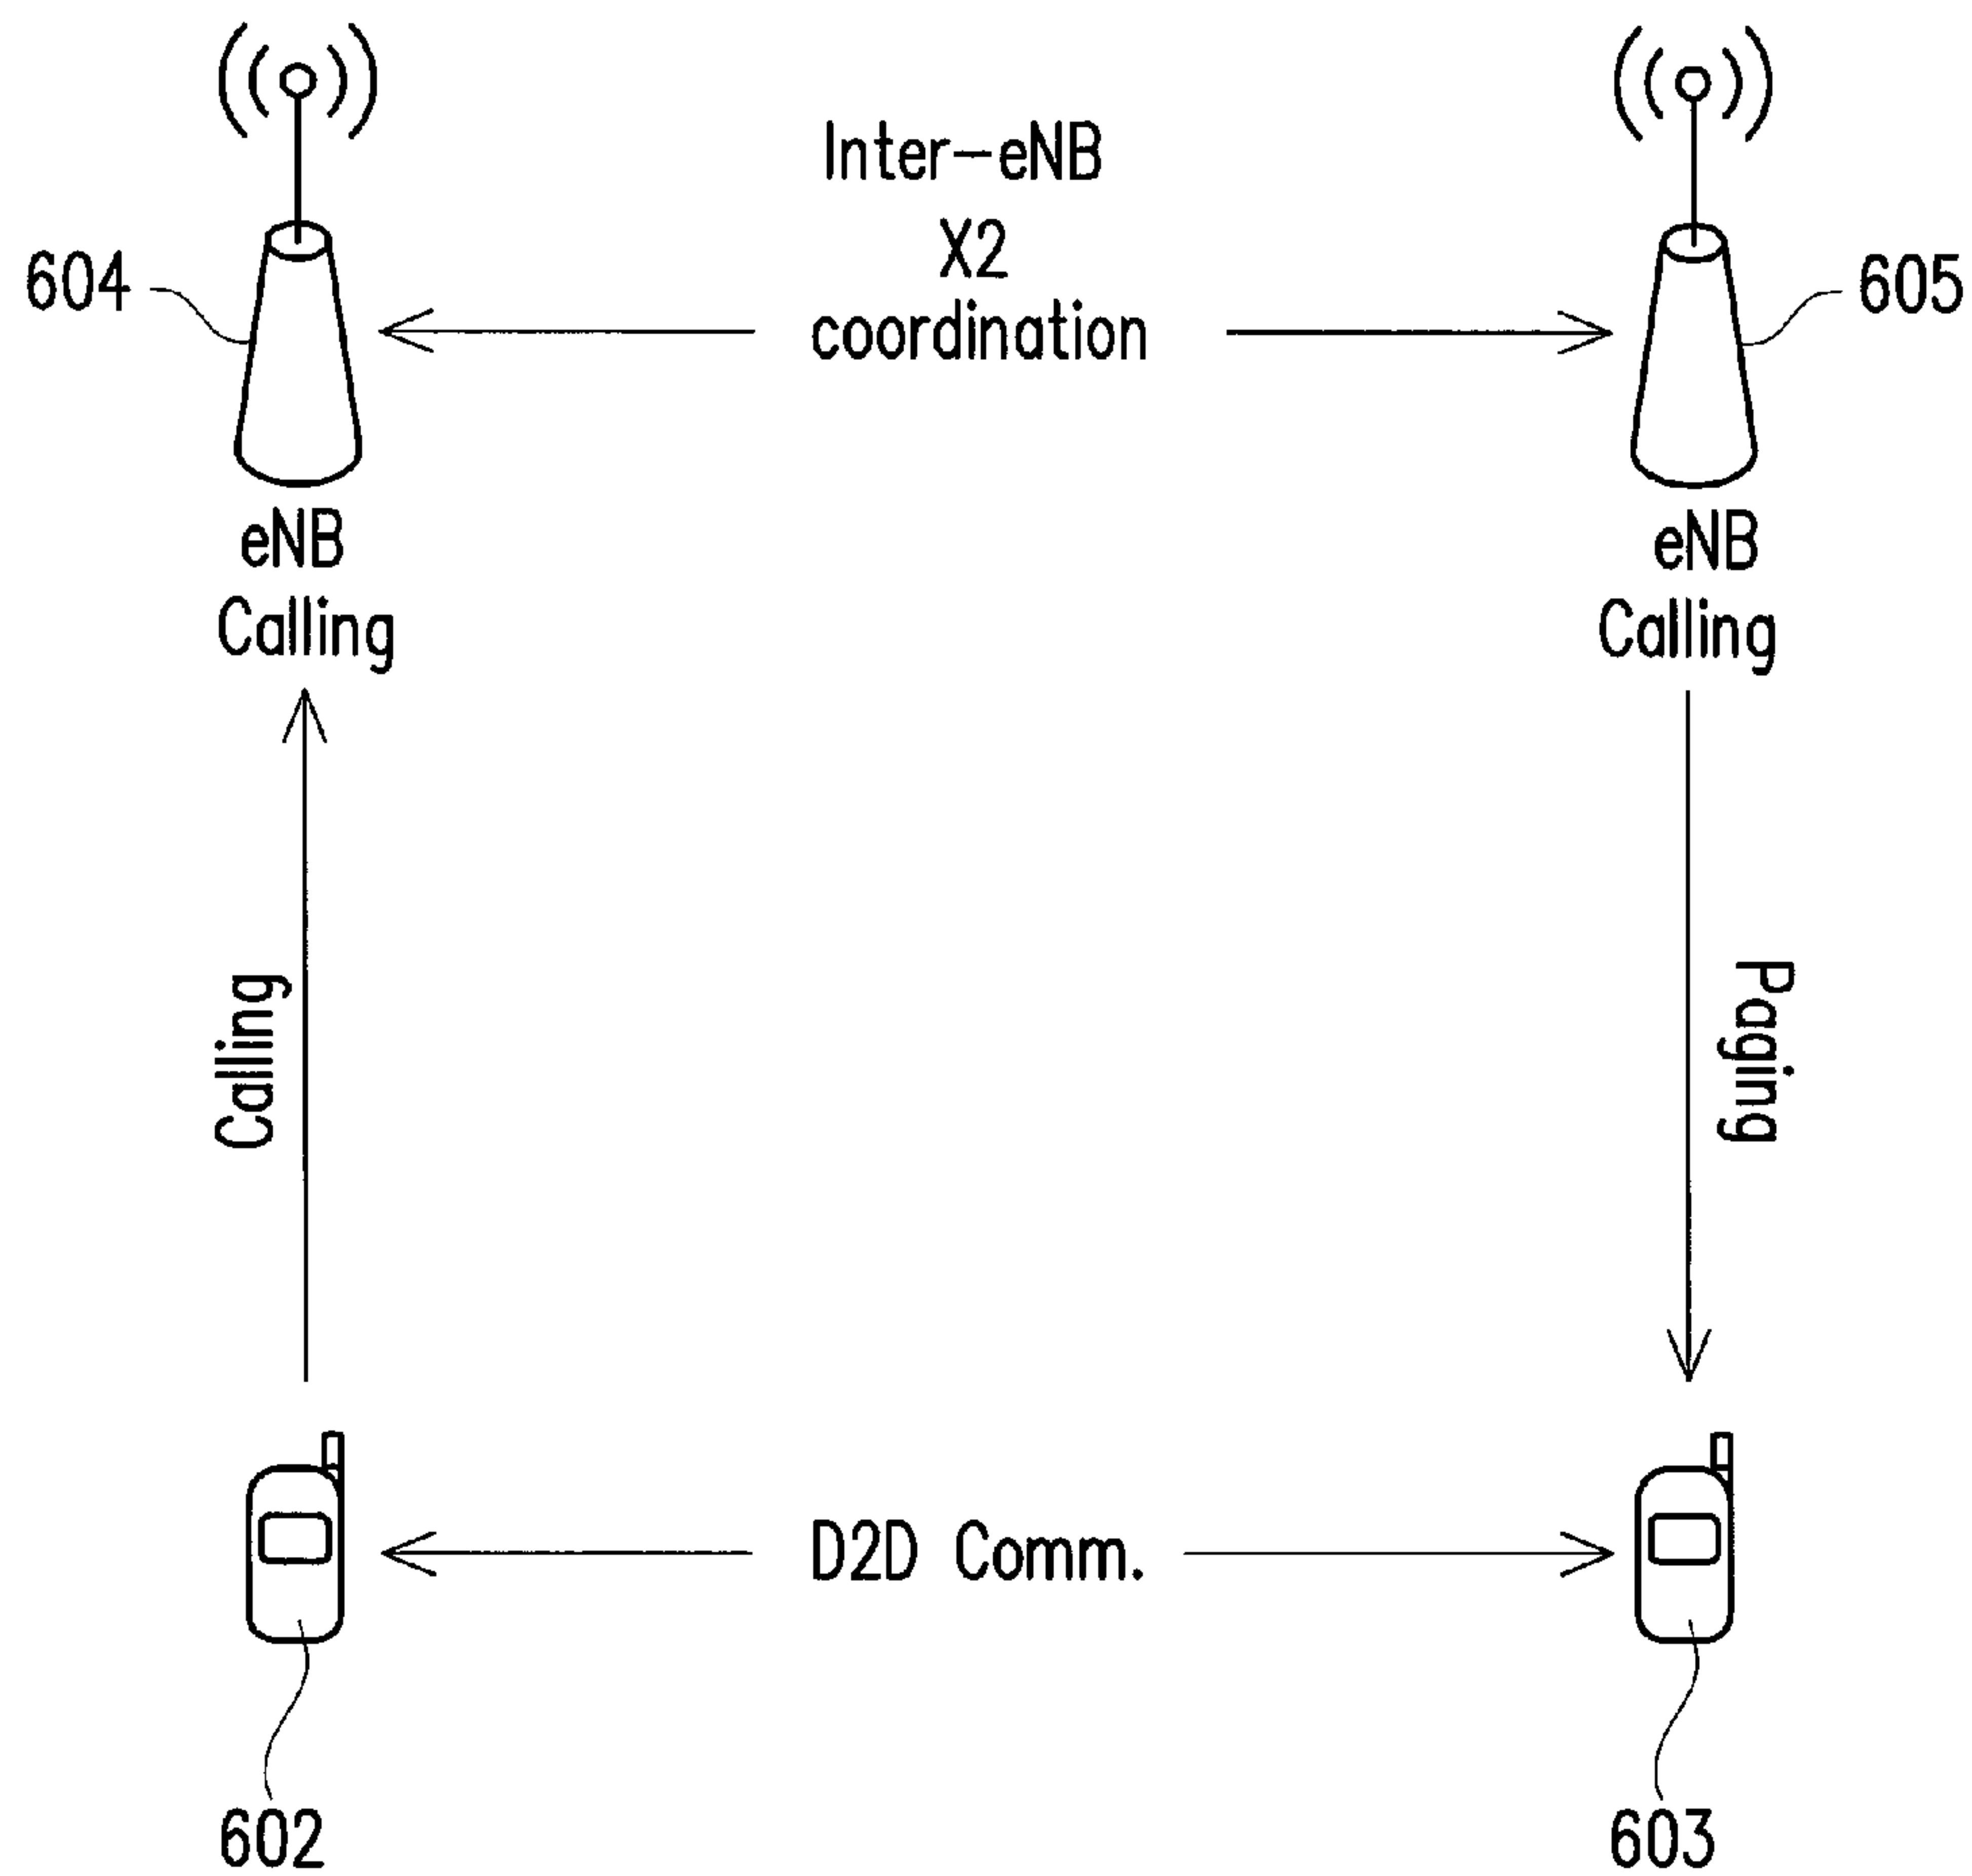 Inter-eNB
X2
coordination
604
605
eNB
Calling
eNB
Calling
Calling
Paging
D2D Comm.
602
603